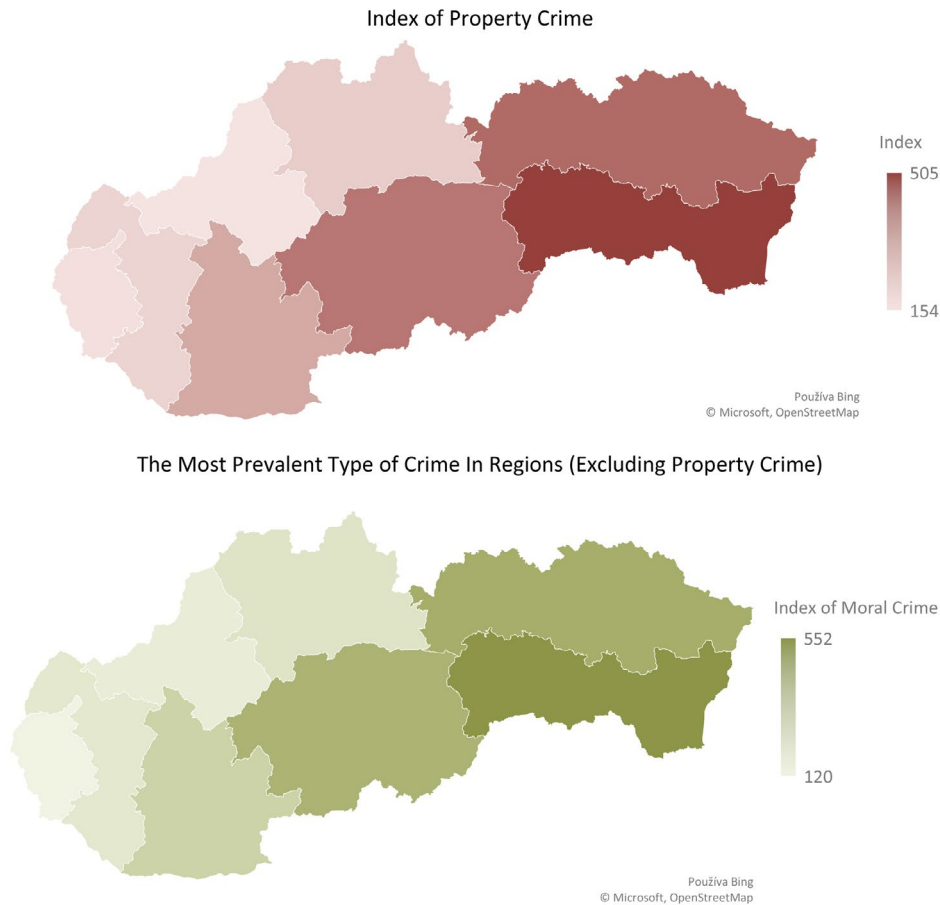 Index of Property Crime
Index
505
154
Používa Bing
© Microsoft, OpenStreetMap
The Most Prevalent Type of Crime In Regions (Excluding Property Crime)
Index of Moral Crime
552
120
Používa Bing
© Microsoft, OpenStreetMap